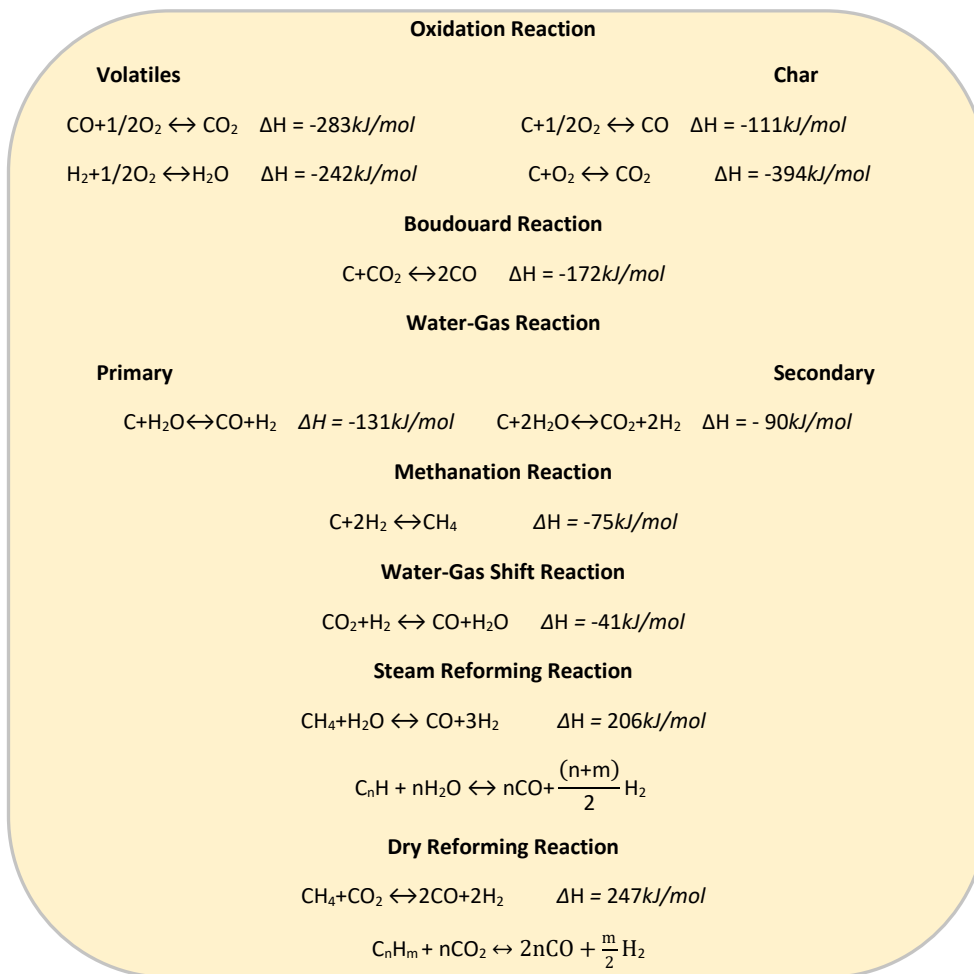 Oxidation Reaction
Volatiles Char
CO+1/2O₂ ↔ CO₂ ΔH = -283kJ/mol C+1/2O₂ ↔ CO ΔH = -111kJ/mol
H₂+1/2O₂ ↔H₂O ΔH = -242kJ/mol C+O₂ ↔ CO₂ ΔH = -394kJ/mol
Boudouard Reaction
C+CO₂ ↔2CO ΔH = -172kJ/mol
Water-Gas Reaction
Primary Secondary
C+H₂O↔CO+H₂ ΔH = -131kJ/mol C+2H₂O↔CO₂+2H₂ ΔH = - 90kJ/mol
Methanation Reaction
C+2H₂ ↔CH₄ ΔH = -75kJ/mol
Water-Gas Shift Reaction
CO₂+H₂ ↔ CO+H₂O ΔH = -41kJ/mol
Steam Reforming Reaction
CH₄+H₂O ↔ CO+3H₂ ΔH = 206kJ/mol
CₙH + nH₂O ↔ nCO+(n+m)/2 H₂
Dry Reforming Reaction
CH₄+CO₂ ↔2CO+2H₂ ΔH = 247kJ/mol
CₙHₘ + nCO₂ ↔ 2nCO + m/2 H₂